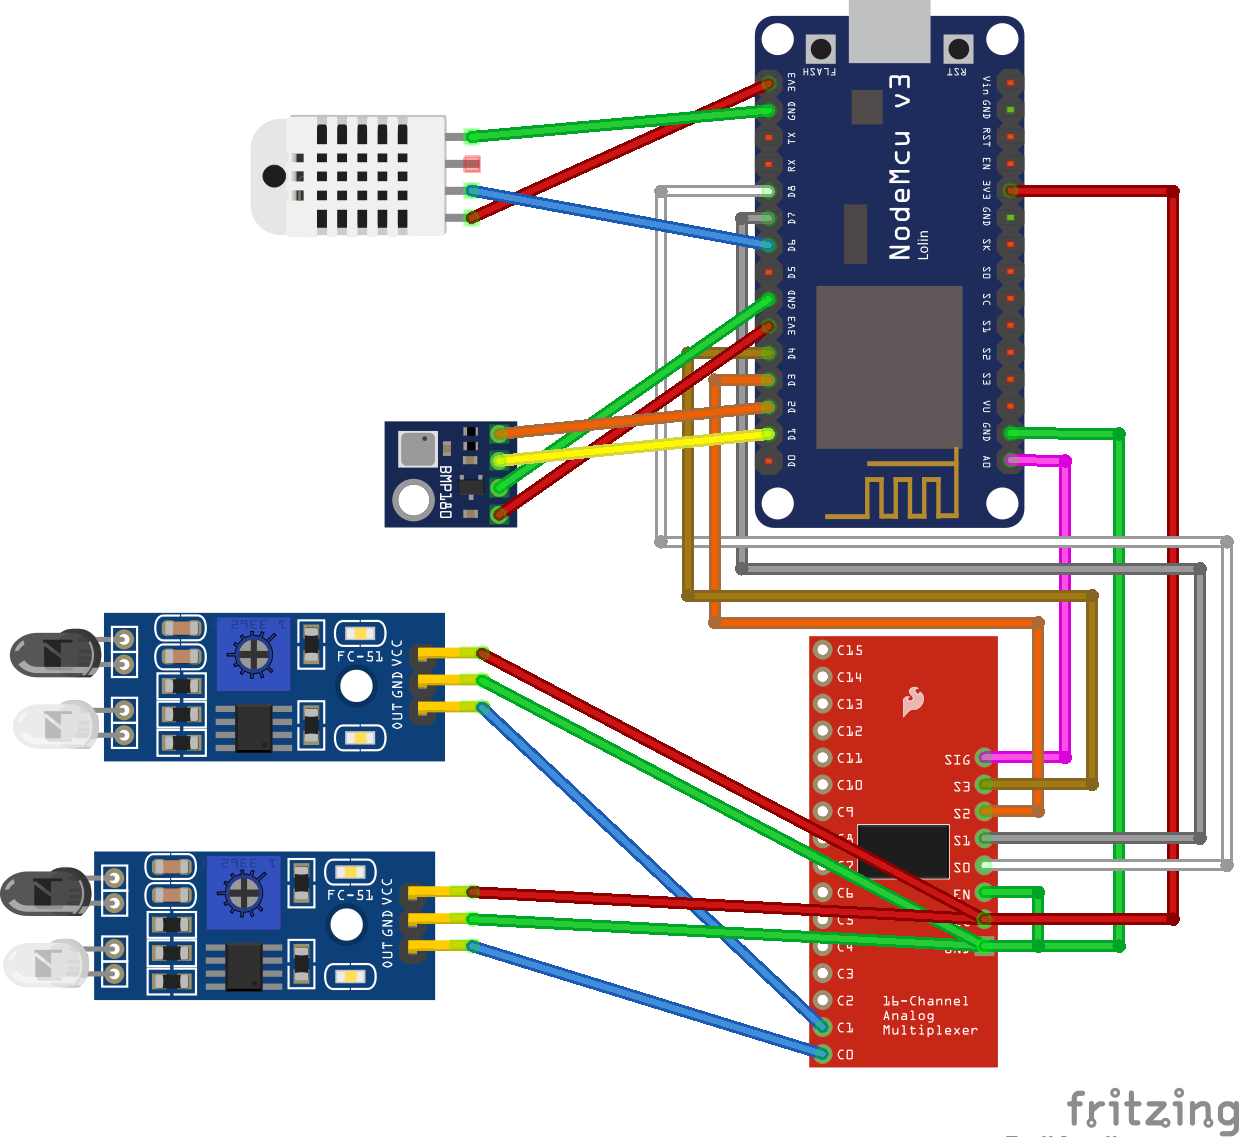 FLASH
RST
NodeMcu v3
Lolin
3V3
GND
TX
RX
D8
D7
D6
D5
GND
3V3
D4
D3
D2
D1
D0
Vin
GND
RST
EN
3V3
GND
SK
SO
SC
S1
S2
S3
VU
GND
A0
BMP180
FC-51
VCC
GND
OUT
FC-51
VCC
GND
OUT
C15
C14
C13
C12
C11
C10
C9
C8
C7
C6
C5
C4
C3
C2
C1
C0
SIG
S3
S2
S1
S0
EN
GND
16-Channel
Analog
Multiplexer
fritzing